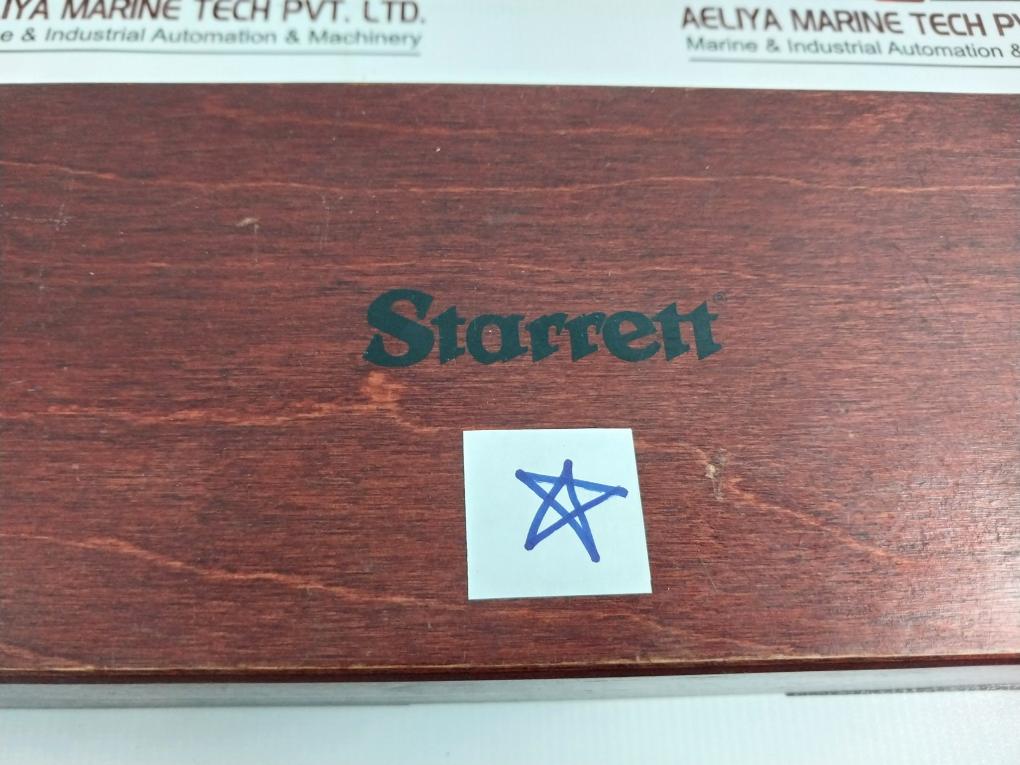 IYA MARINE TECH PVT. LTD.
e & Industrial Automation & Machinery
AELIYA MARINE TECH PV
Marine & Industrial Automation &
Starrett®